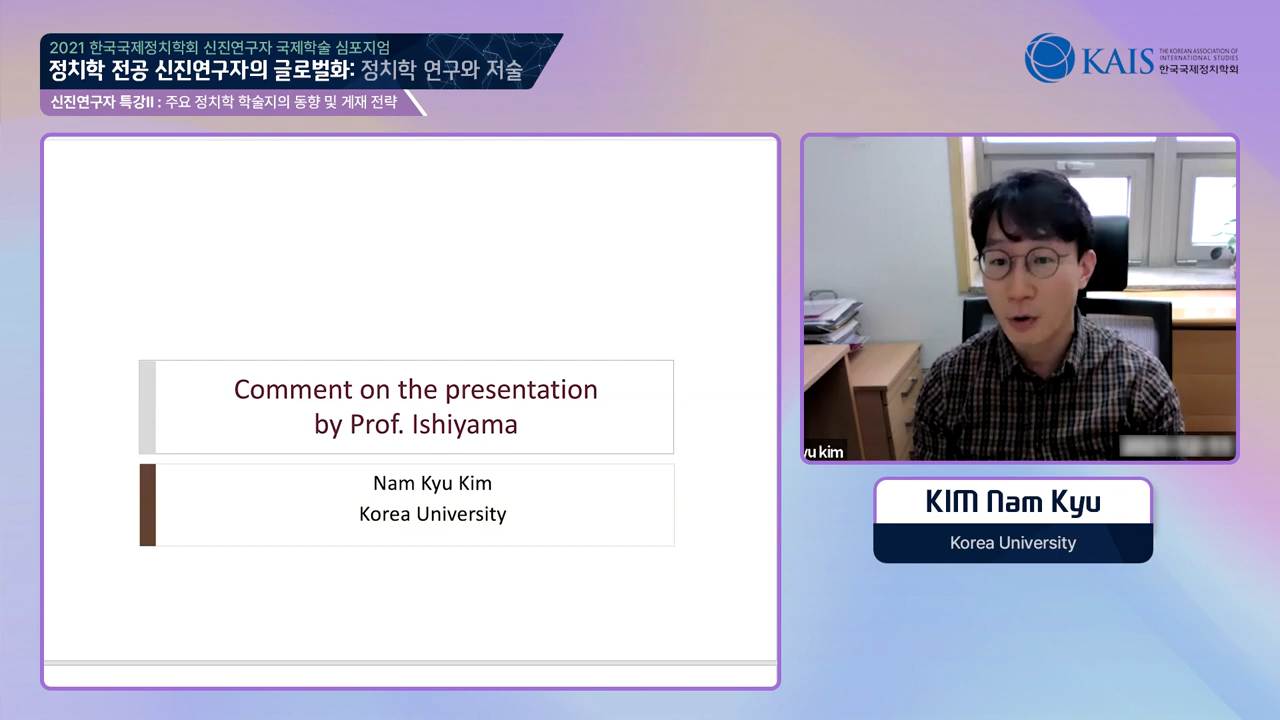 2021 한국국제정치학회 신진연구자 국제학술 심포지엄
정치학 전공 신진연구자의 글로벌화: 정치학 연구와 저술
신진연구자 특강II : 주요 정치학 학술지의 동향 및 게재 전략
KAIS
THE KOREAN ASSOCIATION OF
INTERNATIONAL STUDIES
한국국제정치학회
Comment on the presentation
by Prof. Ishiyama
Nam Kyu Kim
Korea University
kim
KIM Nam Kyu
Korea University